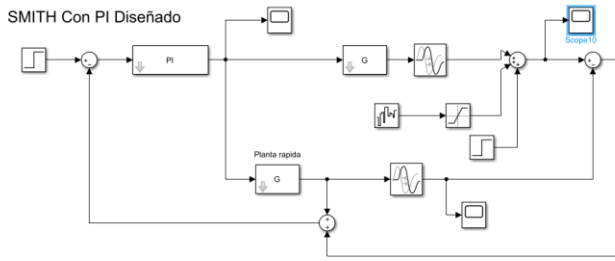 SMITH Con PI Diseñado
Scope10
PI
G
Planta rapida
G